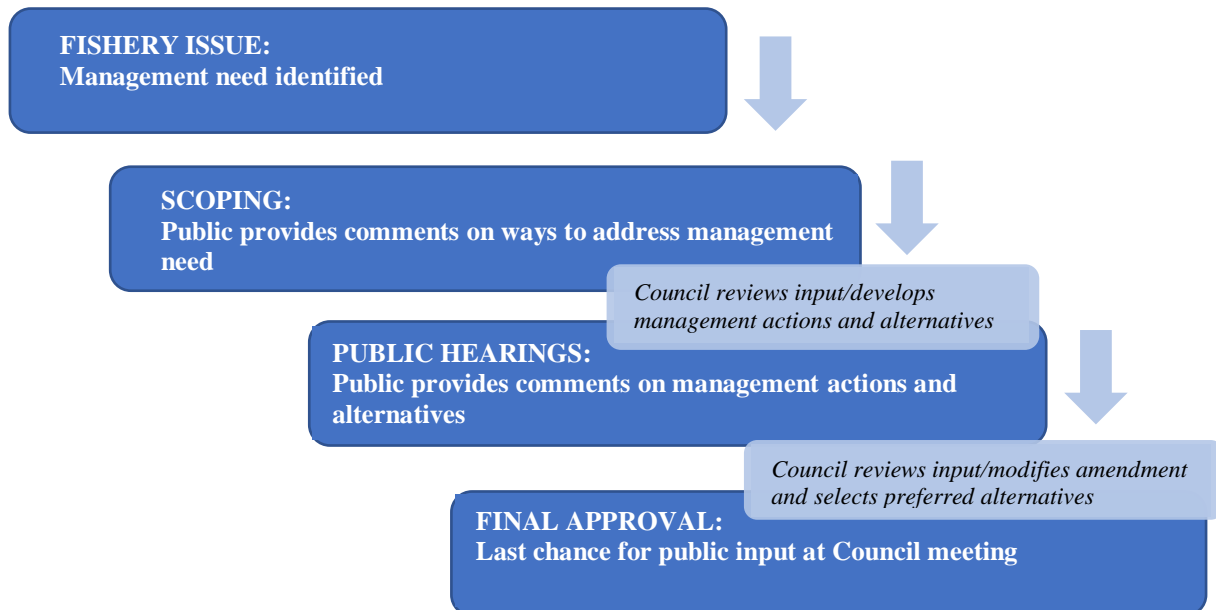 FISHERY ISSUE:
Management need identified
SCOPING:
Public provides comments on ways to address management
need
Council reviews input/develops
management actions and alternatives
PUBLIC HEARINGS:
Public provides comments on management actions and
alternatives
Council reviews input/modifies amendment
and selects preferred alternatives
FINAL APPROVAL:
Last chance for public input at Council meeting